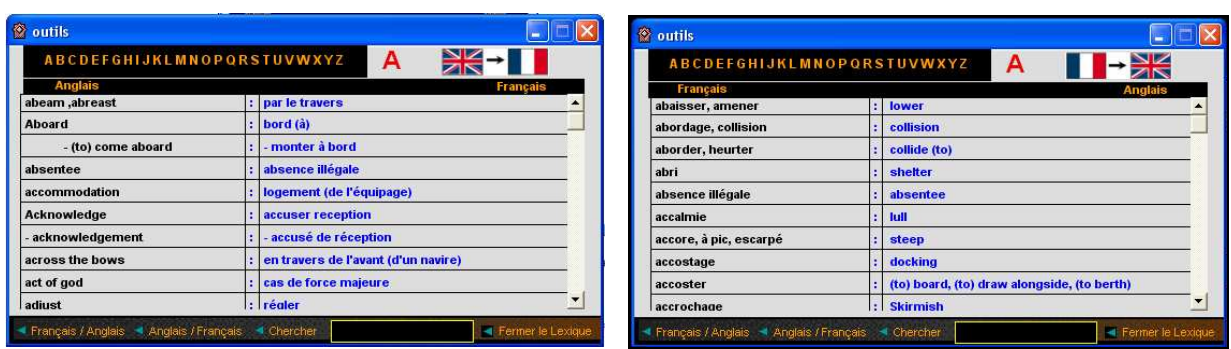 outils
A B C D E F G H I J K L M N O P Q R S T U V W X Y Z A
Anglais Français
abeam ,abreast : par le travers
Aboard : bord (à)
- (to) come aboard : - monter à bord
absentee : absence illégale
accommodation : logement (de l'équipage)
Acknowledge : accuser reception
- acknowledgement : - accusé de réception
across the bows : en travers de l'avant (d'un navire)
act of god : cas de force majeure
adjust : régler
Français / Anglais Anglais / Français Chercher Fermer le Lexique
outils
A B C D E F G H I J K L M N O P Q R S T U V W X Y Z A
Français Anglais
abaisser, amener : lower
abordage, collision : collision
aborder, heurter : collide (to)
abri : shelter
absence illégale : absentee
accalmie : lull
accore, à pic, escarpé : steep
accostage : docking
accoster : (to) board, (to) draw alongside, (to berth)
accrochage : Skirmish
Français / Anglais Anglais / Français Chercher Fermer le Lexique